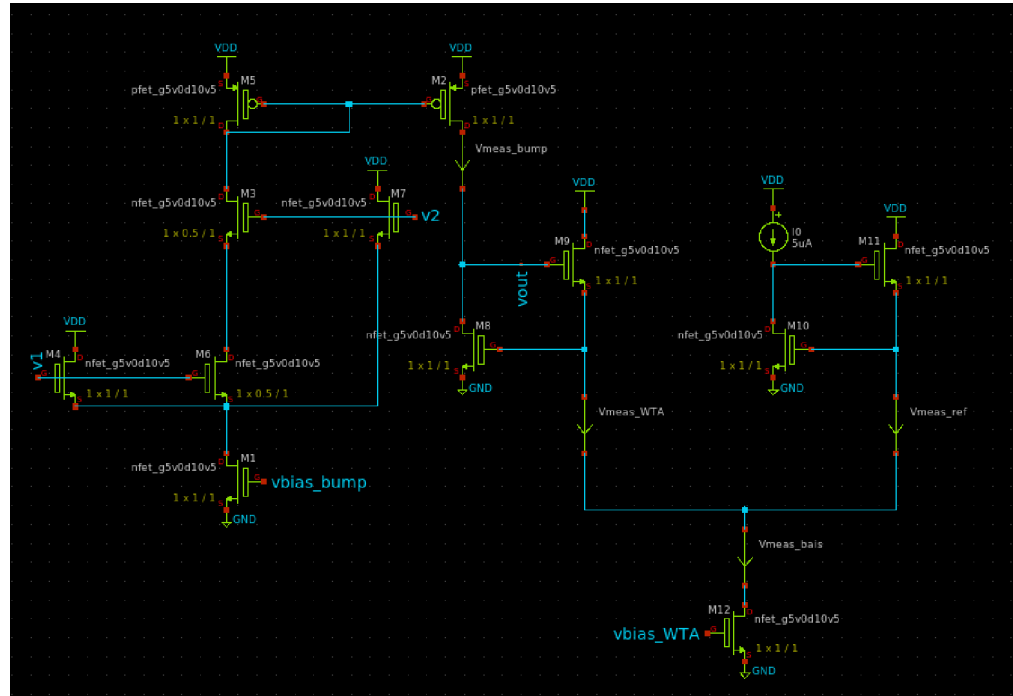 VDD
VDD
M5
M2
pfet_g5v0d10v5
pfet_g5v0d10v5
1 x 1 / 1
1 x 1 / 1
Vmeas_bump
VDD
VDD
VDD
M3
M7
nfet_g5v0d10v5
nfet_g5v0d10v5
v2
VDD
1 x 0.5 / 1
1 x 1 / 1
I0
5uA
M9
nfet_g5v0d10v5
M11
nfet_g5v0d10v5
vout
1 x 1 / 1
1 x 1 / 1
VDD
M8
M10
nfet_g5v0d10v5
nfet_g5v0d10v5
v1
M4
nfet_g5v0d10v5
M6
nfet_g5v0d10v5
1 x 1 / 1
1 x 1 / 1
1 x 1 / 1
1 x 0.5 / 1
GND
GND
Vmeas_WTA
Vmeas_ref
M1
nfet_g5v0d10v5
vbias_bump
1 x 1 / 1
GND
Vmeas_bais
M12
nfet_g5v0d10v5
vbias_WTA
1 x 1 / 1
GND